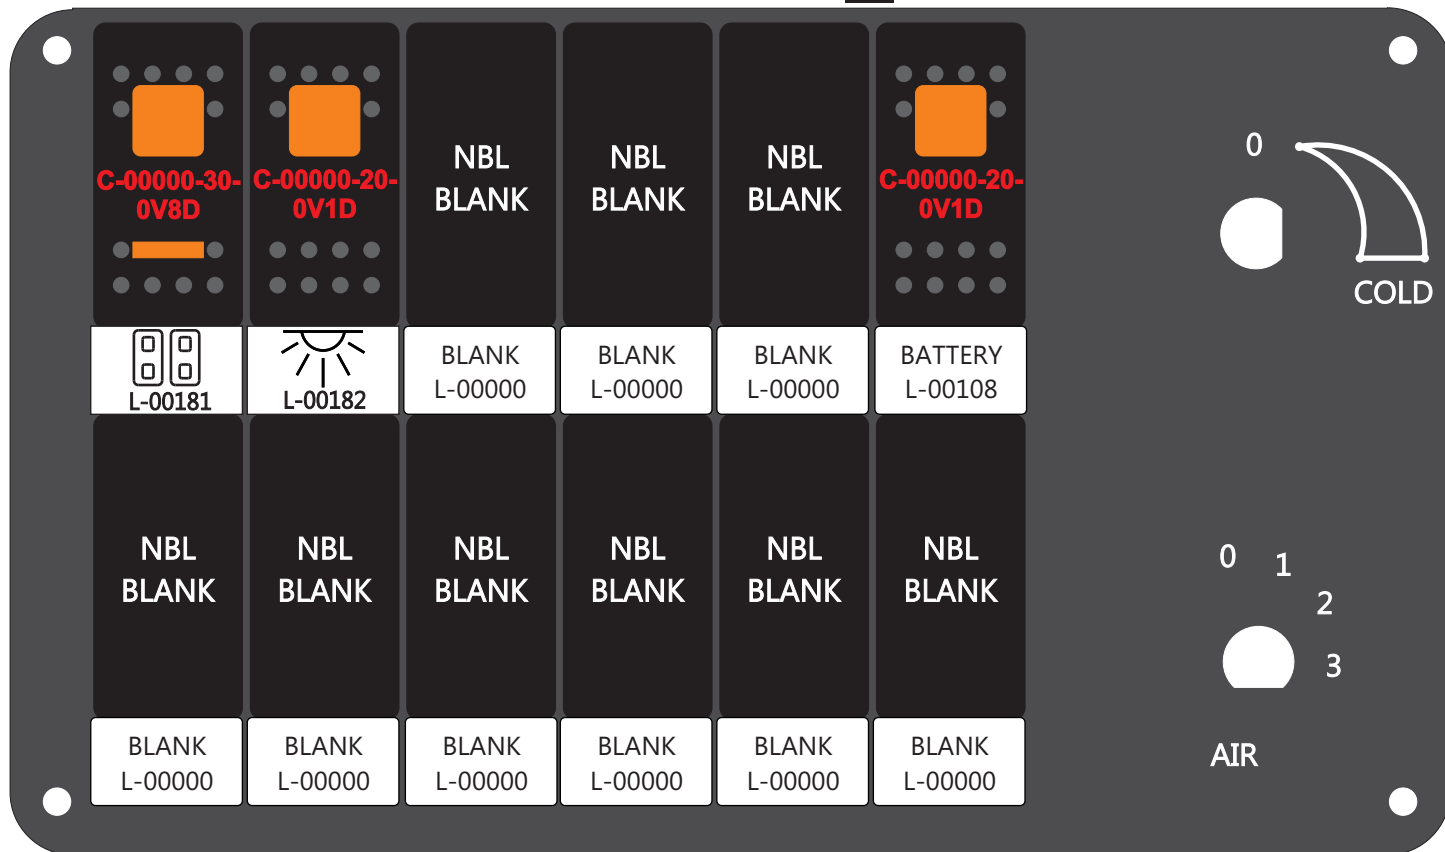 C-00000-30-
0V8D
C-00000-20-
0V1D
NBL
BLANK
NBL
BLANK
NBL
BLANK
C-00000-20-
0V1D
0
COLD
L-00181
L-00182
BLANK
L-00000
BLANK
L-00000
BLANK
L-00000
BATTERY
L-00108
NBL
BLANK
NBL
BLANK
NBL
BLANK
NBL
BLANK
NBL
BLANK
NBL
BLANK
0
1
2
3
AIR
BLANK
L-00000
BLANK
L-00000
BLANK
L-00000
BLANK
L-00000
BLANK
L-00000
BLANK
L-00000